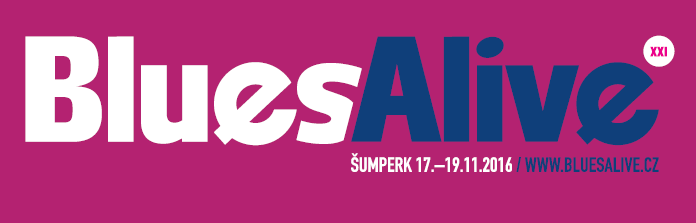 XXI
BluesAlive
ŠUMPERK 17.–19.11.2016 / WWW.BLUESALIVE.CZ